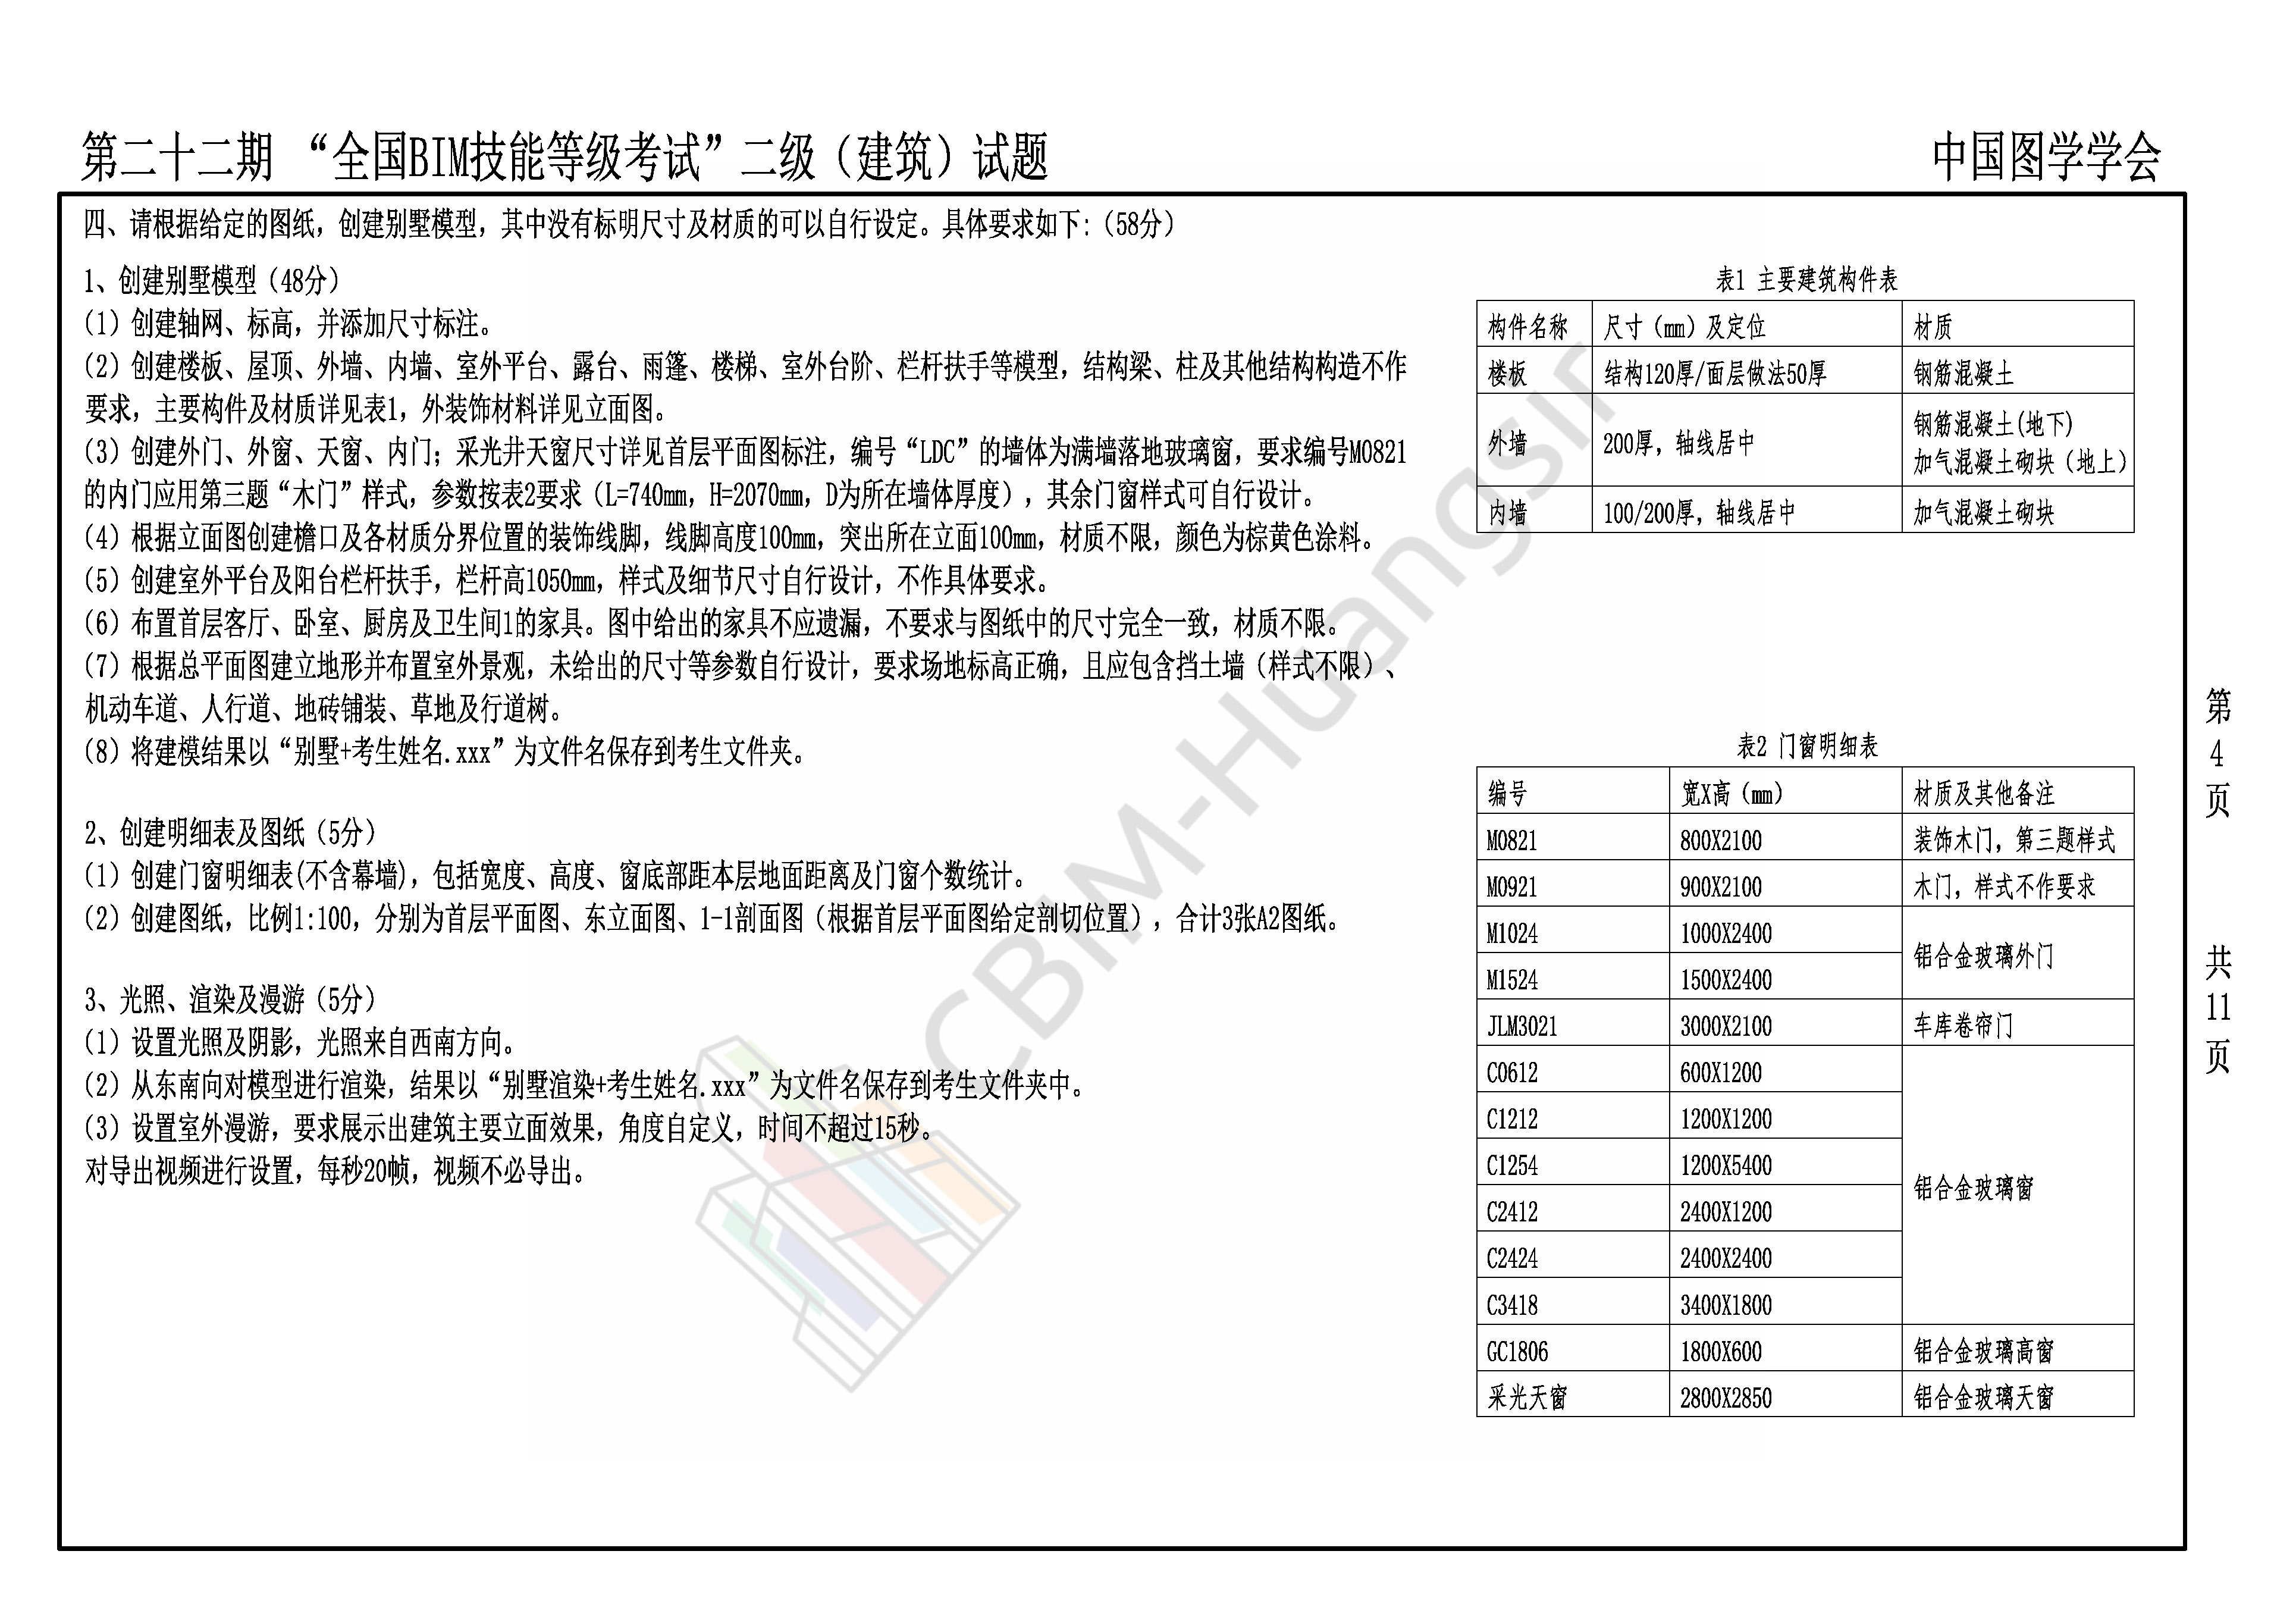 第二十二期 “全国BIM技能等级考试”二级（建筑）试题
中国图学学会
四、请根据给定的图纸，创建别墅模型，其中没有标明尺寸及材质的可以自行设定。具体要求如下:（58分）
1、创建别墅模型（48分）
（1）创建轴网、标高，并添加尺寸标注。
（2）创建楼板、屋顶、外墙、内墙、室外平台、露台、雨篷、楼梯、室外台阶、栏杆扶手等模型，结构梁、柱及其他结构构造不作
要求，主要构件及材质详见表1，外装饰材料详见立面图。
（3）创建外门、外窗、天窗、内门；采光井天窗尺寸详见首层平面图标注，编号“LDC”的墙体为满墙落地玻璃窗，要求编号M0821
的内门应用第三题“木门”样式，参数按表2要求（L=740mm，H=2070mm，D为所在墙体厚度），其余门窗样式可自行设计。
（4）根据立面图创建檐口及各材质分界位置的装饰线脚，线脚高度100mm，突出所在立面100mm，材质不限，颜色为棕黄色涂料。
（5）创建室外平台及阳台栏杆扶手，栏杆高1050mm，样式及细节尺寸自行设计，不作具体要求。
（6）布置首层客厅、卧室、厨房及卫生间1的家具。图中给出的家具不应遗漏，不要求与图纸中的尺寸完全一致，材质不限。
（7）根据总平面图建立地形并布置室外景观，未给出的尺寸等参数自行设计，要求场地标高正确，且应包含挡土墙（样式不限）、
机动车道、人行道、地砖铺装、草地及行道树。
（8）将建模结果以“别墅+考生姓名.xxx”为文件名保存到考生文件夹。
2、创建明细表及图纸（5分）
（1）创建门窗明细表(不含幕墙)，包括宽度、高度、窗底部距本层地面距离及门窗个数统计。
（2）创建图纸，比例1:100，分别为首层平面图、东立面图、1-1剖面图（根据首层平面图给定剖切位置），合计3张A2图纸。
3、光照、渲染及漫游（5分）
（1）设置光照及阴影，光照来自西南方向。
（2）从东南向对模型进行渲染，结果以“别墅渲染+考生姓名.xxx”为文件名保存到考生文件夹中。
（3）设置室外漫游，要求展示出建筑主要立面效果，角度自定义，时间不超过15秒。
对导出视频进行设置，每秒20帧，视频不必导出。
表1 主要建筑构件表
构件名称 尺寸（mm）及定位 材质
楼板 结构120厚/面层做法50厚 钢筋混凝土
外墙 200厚，轴线居中 钢筋混凝土(地下)
加气混凝土砌块（地上）
内墙 100/200厚，轴线居中 加气混凝土砌块
表2 门窗明细表
编号 宽X高（mm） 材质及其他备注
M0821 800X2100 装饰木门，第三题样式
M0921 900X2100 木门，样式不作要求
M1024 1000X2400 铝合金玻璃外门
M1524 1500X2400
JLM3021 3000X2100 车库卷帘门
C0612 600X1200
C1212 1200X1200
C1254 1200X5400 铝合金玻璃窗
C2412 2400X1200
C2424 2400X2400
C3418 3400X1800
GC1806 1800X600 铝合金玻璃高窗
采光天窗 2800X2850 铝合金玻璃天窗
第
4
页
共
11
页
CBIM-Huangsir